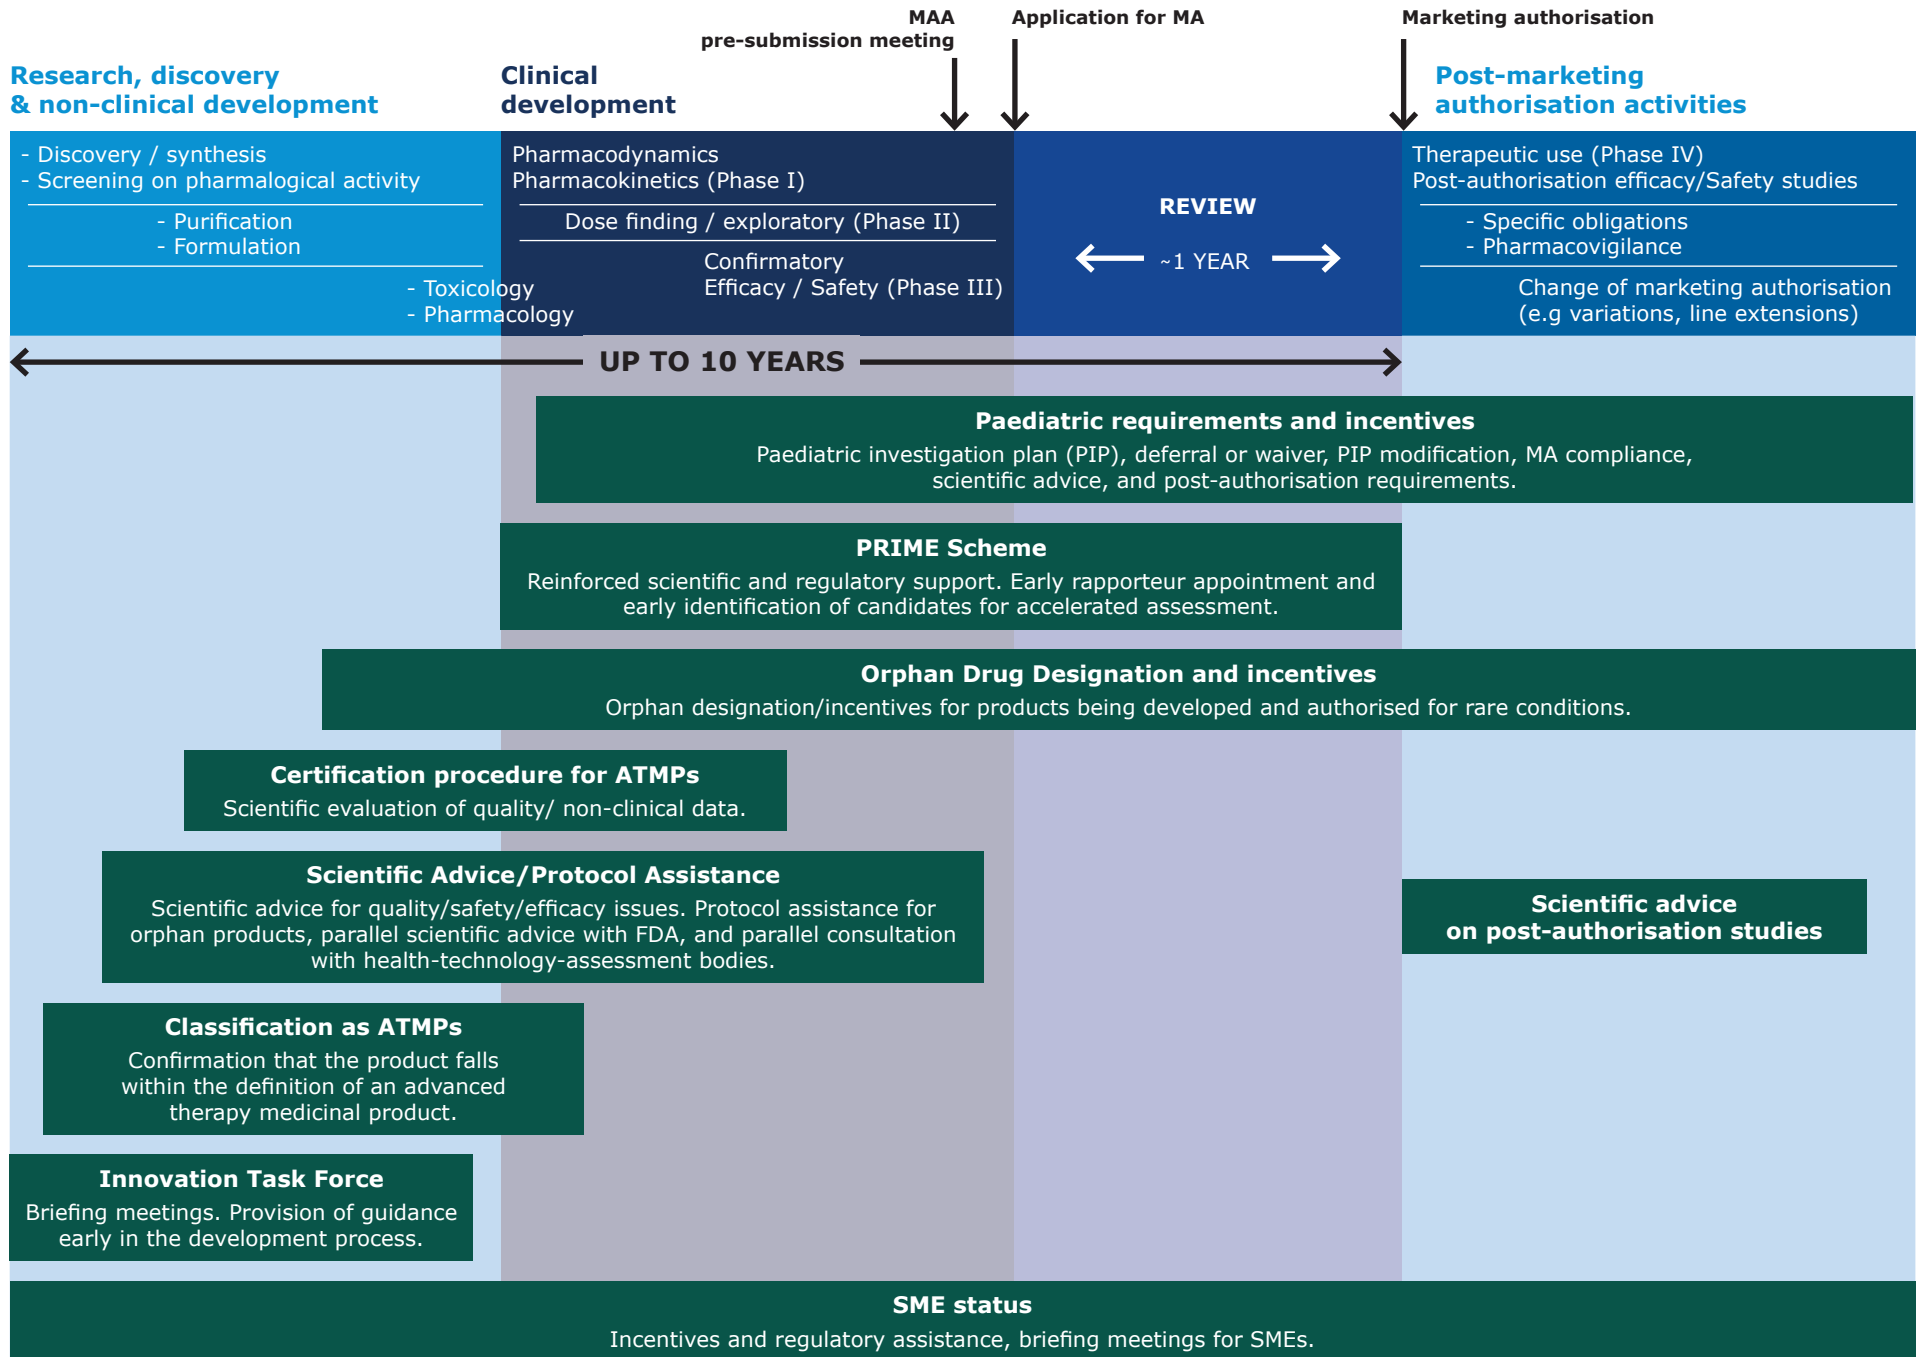 MAA
pre-submission meeting
Application for MA
Marketing authorisation
Research, discovery
& non-clinical development
Clinical
development
Post-marketing
authorisation activities
- Discovery / synthesis
- Screening on pharmalogical activity
- Purification
- Formulation
- Toxicology
- Pharmacology
Pharmacodynamics
Pharmacokinetics (Phase I)
Dose finding / exploratory (Phase II)
Confirmatory
Efficacy / Safety (Phase III)
REVIEW
~1 YEAR
Therapeutic use (Phase IV)
Post-authorisation efficacy/Safety studies
- Specific obligations
- Pharmacovigilance
Change of marketing authorisation
(e.g variations, line extensions)
UP TO 10 YEARS
Paediatric requirements and incentives
Paediatric investigation plan (PIP), deferral or waiver, PIP modification, MA compliance,
scientific advice, and post-authorisation requirements.
PRIME Scheme
Reinforced scientific and regulatory support. Early rapporteur appointment and
early identification of candidates for accelerated assessment.
Orphan Drug Designation and incentives
Orphan designation/incentives for products being developed and authorised for rare conditions.
Certification procedure for ATMPs
Scientific evaluation of quality/ non-clinical data.
Scientific Advice/Protocol Assistance
Scientific advice for quality/safety/efficacy issues. Protocol assistance for
orphan products, parallel scientific advice with FDA, and parallel consultation
with health-technology-assessment bodies.
Scientific advice
on post-authorisation studies
Classification as ATMPs
Confirmation that the product falls
within the definition of an advanced
therapy medicinal product.
Innovation Task Force
Briefing meetings. Provision of guidance
early in the development process.
SME status
Incentives and regulatory assistance, briefing meetings for SMEs.